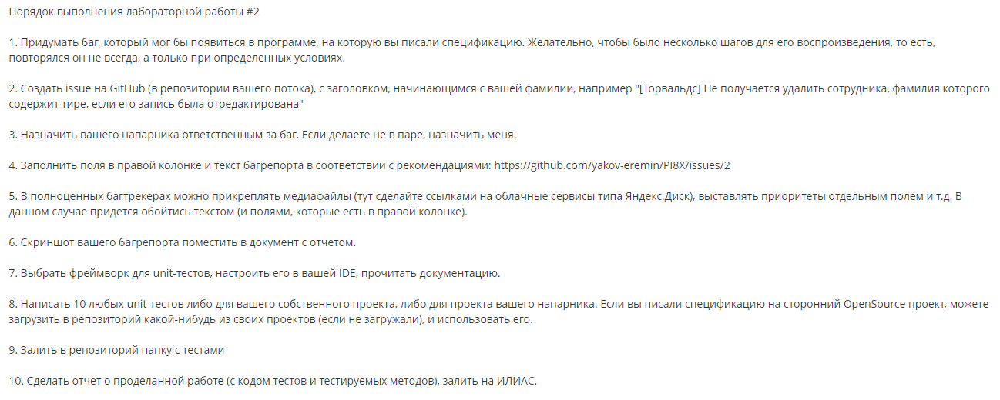 Порядок выполнения лабораторной работы #2
1. Придумать баг, который мог бы появиться в программе, на которую вы писали спецификацию. Желательно, чтобы было несколько шагов для его воспроизведения, то есть,
повторялся он не всегда, а только при определенных условиях.
2. Создать issue на GitHub (в репозитории вашего потока), с заголовком, начинающимся с вашей фамилии, например "[Торвальдс] Не получается удалить сотрудника, фамилия которого
содержит тире, если его запись была отредактирована"
3. Назначить вашего напарника ответственным за баг. Если делаете не в паре, назначить меня.
4. Заполнить поля в правой колонке и текст багрепорта в соответствии с рекомендациями: https://github.com/yakov-eremin/PI8X/issues/2
5. В полноценных багтрекерах можно прикреплять медиафайлы (тут сделайте ссылками на облачные сервисы типа Яндекс.Диск), выставлять приоритеты отдельным полем и т.д. В
данном случае придется обойтись текстом (и полями, которые есть в правой колонке).
6. Скриншот вашего багрепорта поместить в документ с отчетом.
7. Выбрать фреймворк для unit-тестов, настроить его в вашей IDE, прочитать документацию.
8. Написать 10 любых unit-тестов либо для вашего собственного проекта, либо для проекта вашего напарника. Если вы писали спецификацию на сторонний OpenSource проект, можете
загрузить в репозиторий какой-нибудь из своих проектов (если не загружали), и использовать его.
9. Залить в репозиторий папку с тестами
10. Сделать отчет о проделанной работе (с кодом тестов и тестируемых методов), залить на ИЛИАС.